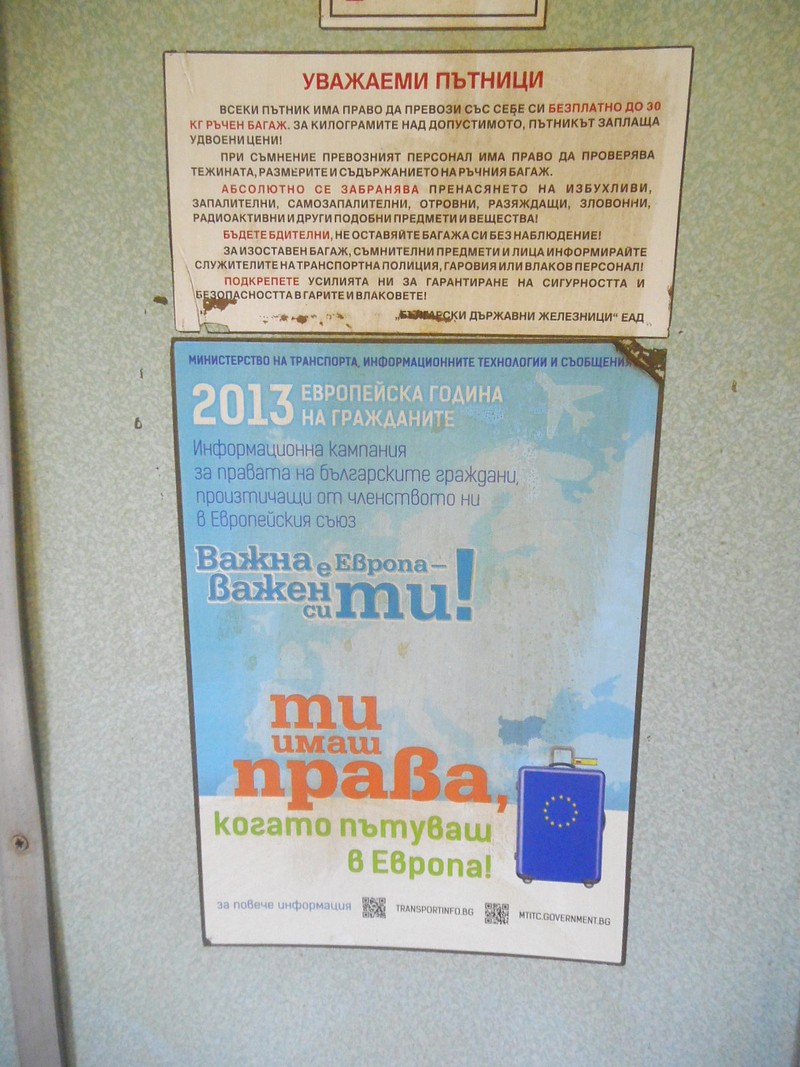 УВАЖАЕМИ ПЪТНИЦИ
ВСЕКИ ПЪТНИК ИМА ПРАВО ДА ПРЕВОЗИ СЪС СЕБЕ СИ БЕЗПЛАТНО ДО 30
КГ РЪЧЕН БАГАЖ. ЗА КИЛОГРАМИТЕ НАД ДОПУСТИМОТО, ПЪТНИКЪТ ЗАПЛАЩА
УДВОЕНИ ЦЕНИ!
ПРИ СЪМНЕНИЕ ПРЕВОЗНИЯТ ПЕРСОНАЛ ИМА ПРАВО ДА ПРОВЕРЯВА
ТЕЖИНАТА, РАЗМЕРИТЕ И СЪДЪРЖАНИЕТО НА РЪЧНИЯ БАГАЖ.
АБСОЛЮТНО СЕ ЗАБРАНЯВА ПРЕНАСЯНЕТО НА ИЗБУХЛИВИ,
ЗАПАЛИТЕЛНИ, САМОЗАПАЛИТЕЛНИ, ОТРОВНИ, РАЗЯЖДАЩИ, ЗЛОВОННИ,
РАДИОАКТИВНИ И ДРУГИ ПОДОБНИ ПРЕДМЕТИ И ВЕЩЕСТВА!
БЪДЕТЕ БДИТЕЛНИ, НЕ ОСТАВЯЙТЕ БАГАЖА СИ БЕЗ НАБЛЮДЕНИЕ!
ЗА ИЗОСТАВЕН БАГАЖ, СЪМНИТЕЛНИ ПРЕДМЕТИ И ЛИЦА ИНФОРМИРАЙТЕ
СЛУЖИТЕЛИТЕ НА ТРАНСПОРТНА ПОЛИЦИЯ, ГАРОВИЯ ИЛИ ВЛАКОВ ПЕРСОНАЛ!
ПОДКРЕПЕТЕ УСИЛИЯТА НИ ЗА ГАРАНТИРАНЕ НА СИГУРНОСТТА И
БЕЗОПАСНОСТТА В ГАРИТЕ И ВЛАКОВЕТЕ!
„БЪЛГАРСКИ ДЪРЖАВНИ ЖЕЛЕЗНИЦИ“ ЕАД
МИНИСТЕРСТВО НА ТРАНСПОРТА, ИНФОРМАЦИОННИТЕ ТЕХНОЛОГИИ И СЪОБЩЕНИЯТА
2013 ЕВРОПЕЙСКА ГОДИНА
НА ГРАЖДАНИТЕ
Информационна кампания
за правата на българските граждани,
произтичащи от членството ни
в Европейския съюз
Важна е Европа –
важен си ти!
ти
имаш
права,
когато пътуваш
в Европа!
за повече информация TRANSPORTINFO.BG MTITC.GOVERNMENT.BG